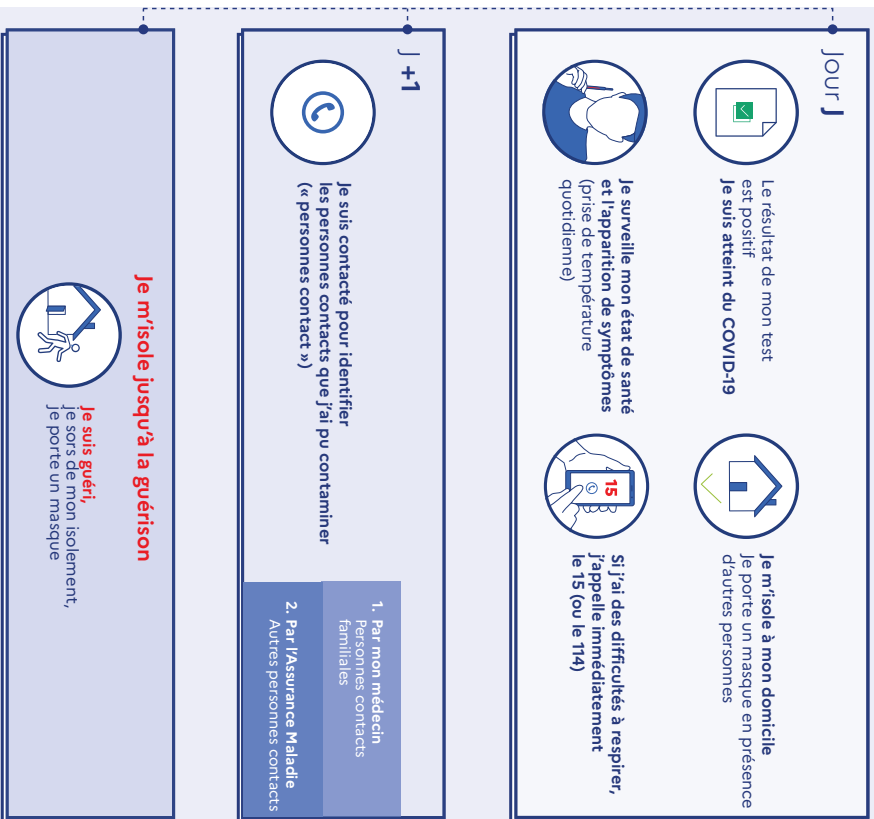 Jour J
Le résultat de mon test
est positif
Je suis atteint du COVID-19
Je m'isole à mon domicile
Je porte un masque en présence
d'autres personnes
Je surveille mon état de santé
et l'apparition de symptômes
(prise de température
quotidienne)
15
Si j'ai des difficultés à respirer,
j'appelle immédiatement
le 15 (ou le 114)
J +1
Je suis contacté pour identifier
les personnes contacts que j'ai pu contaminer
(« personnes contact »)
1. Par mon médecin
Personnes contacts
familiales
2. Par l'Assurance Maladie
Autres personnes contacts
Je m'isole jusqu'à la guérison
Je suis guéri,
je sors de mon isolement,
je porte un masque